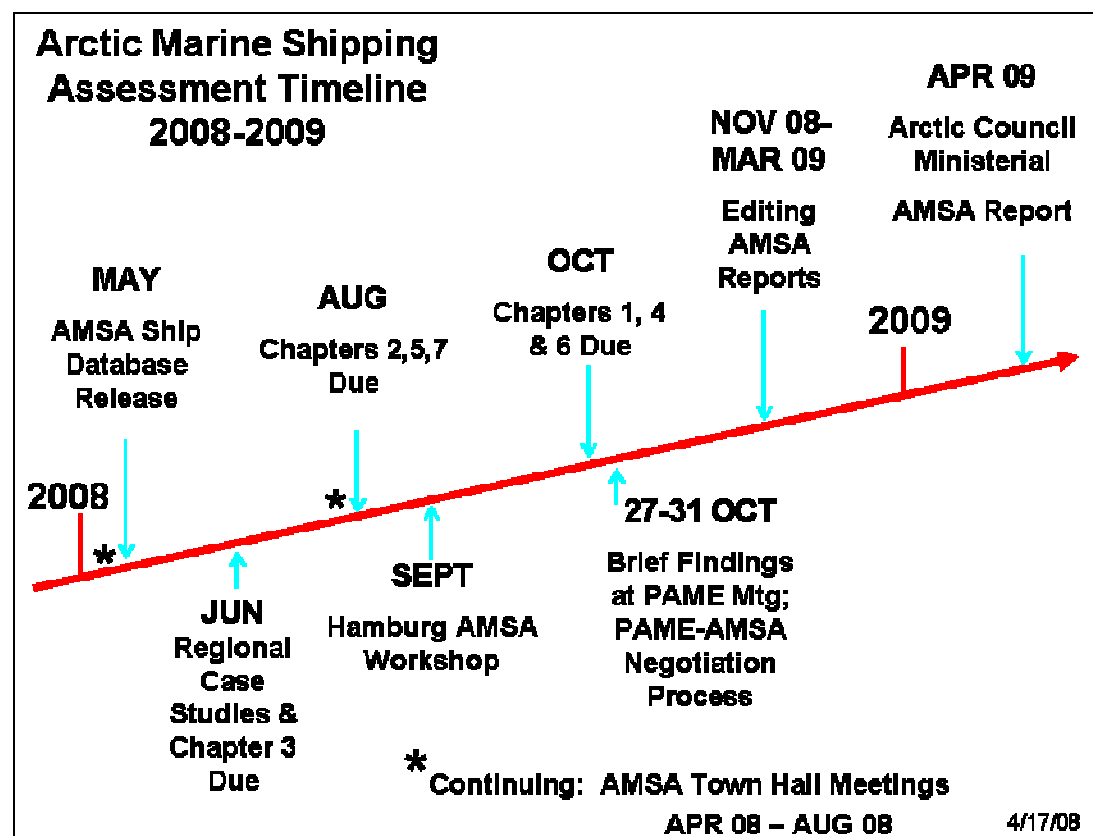 Arctic Marine Shipping
Assessment Timeline
2008-2009
MAY
AMSA Ship
Database
Release
AUG
Chapters 2,5,7
Due
OCT
Chapters 1, 4
& 6 Due
NOV 08–
MAR 09
Editing
AMSA
Reports
APR 09
Arctic Council
Ministerial
AMSA Report
2008
2009
*
*
JUN
Regional
Case
Studies &
Chapter 3
Due
SEPT
Hamburg AMSA
Workshop
27-31 OCT
Brief Findings
at PAME Mtg;
PAME-AMSA
Negotiation
Process
*Continuing: AMSA Town Hall Meetings
APR 08 – AUG 08
4/17/08